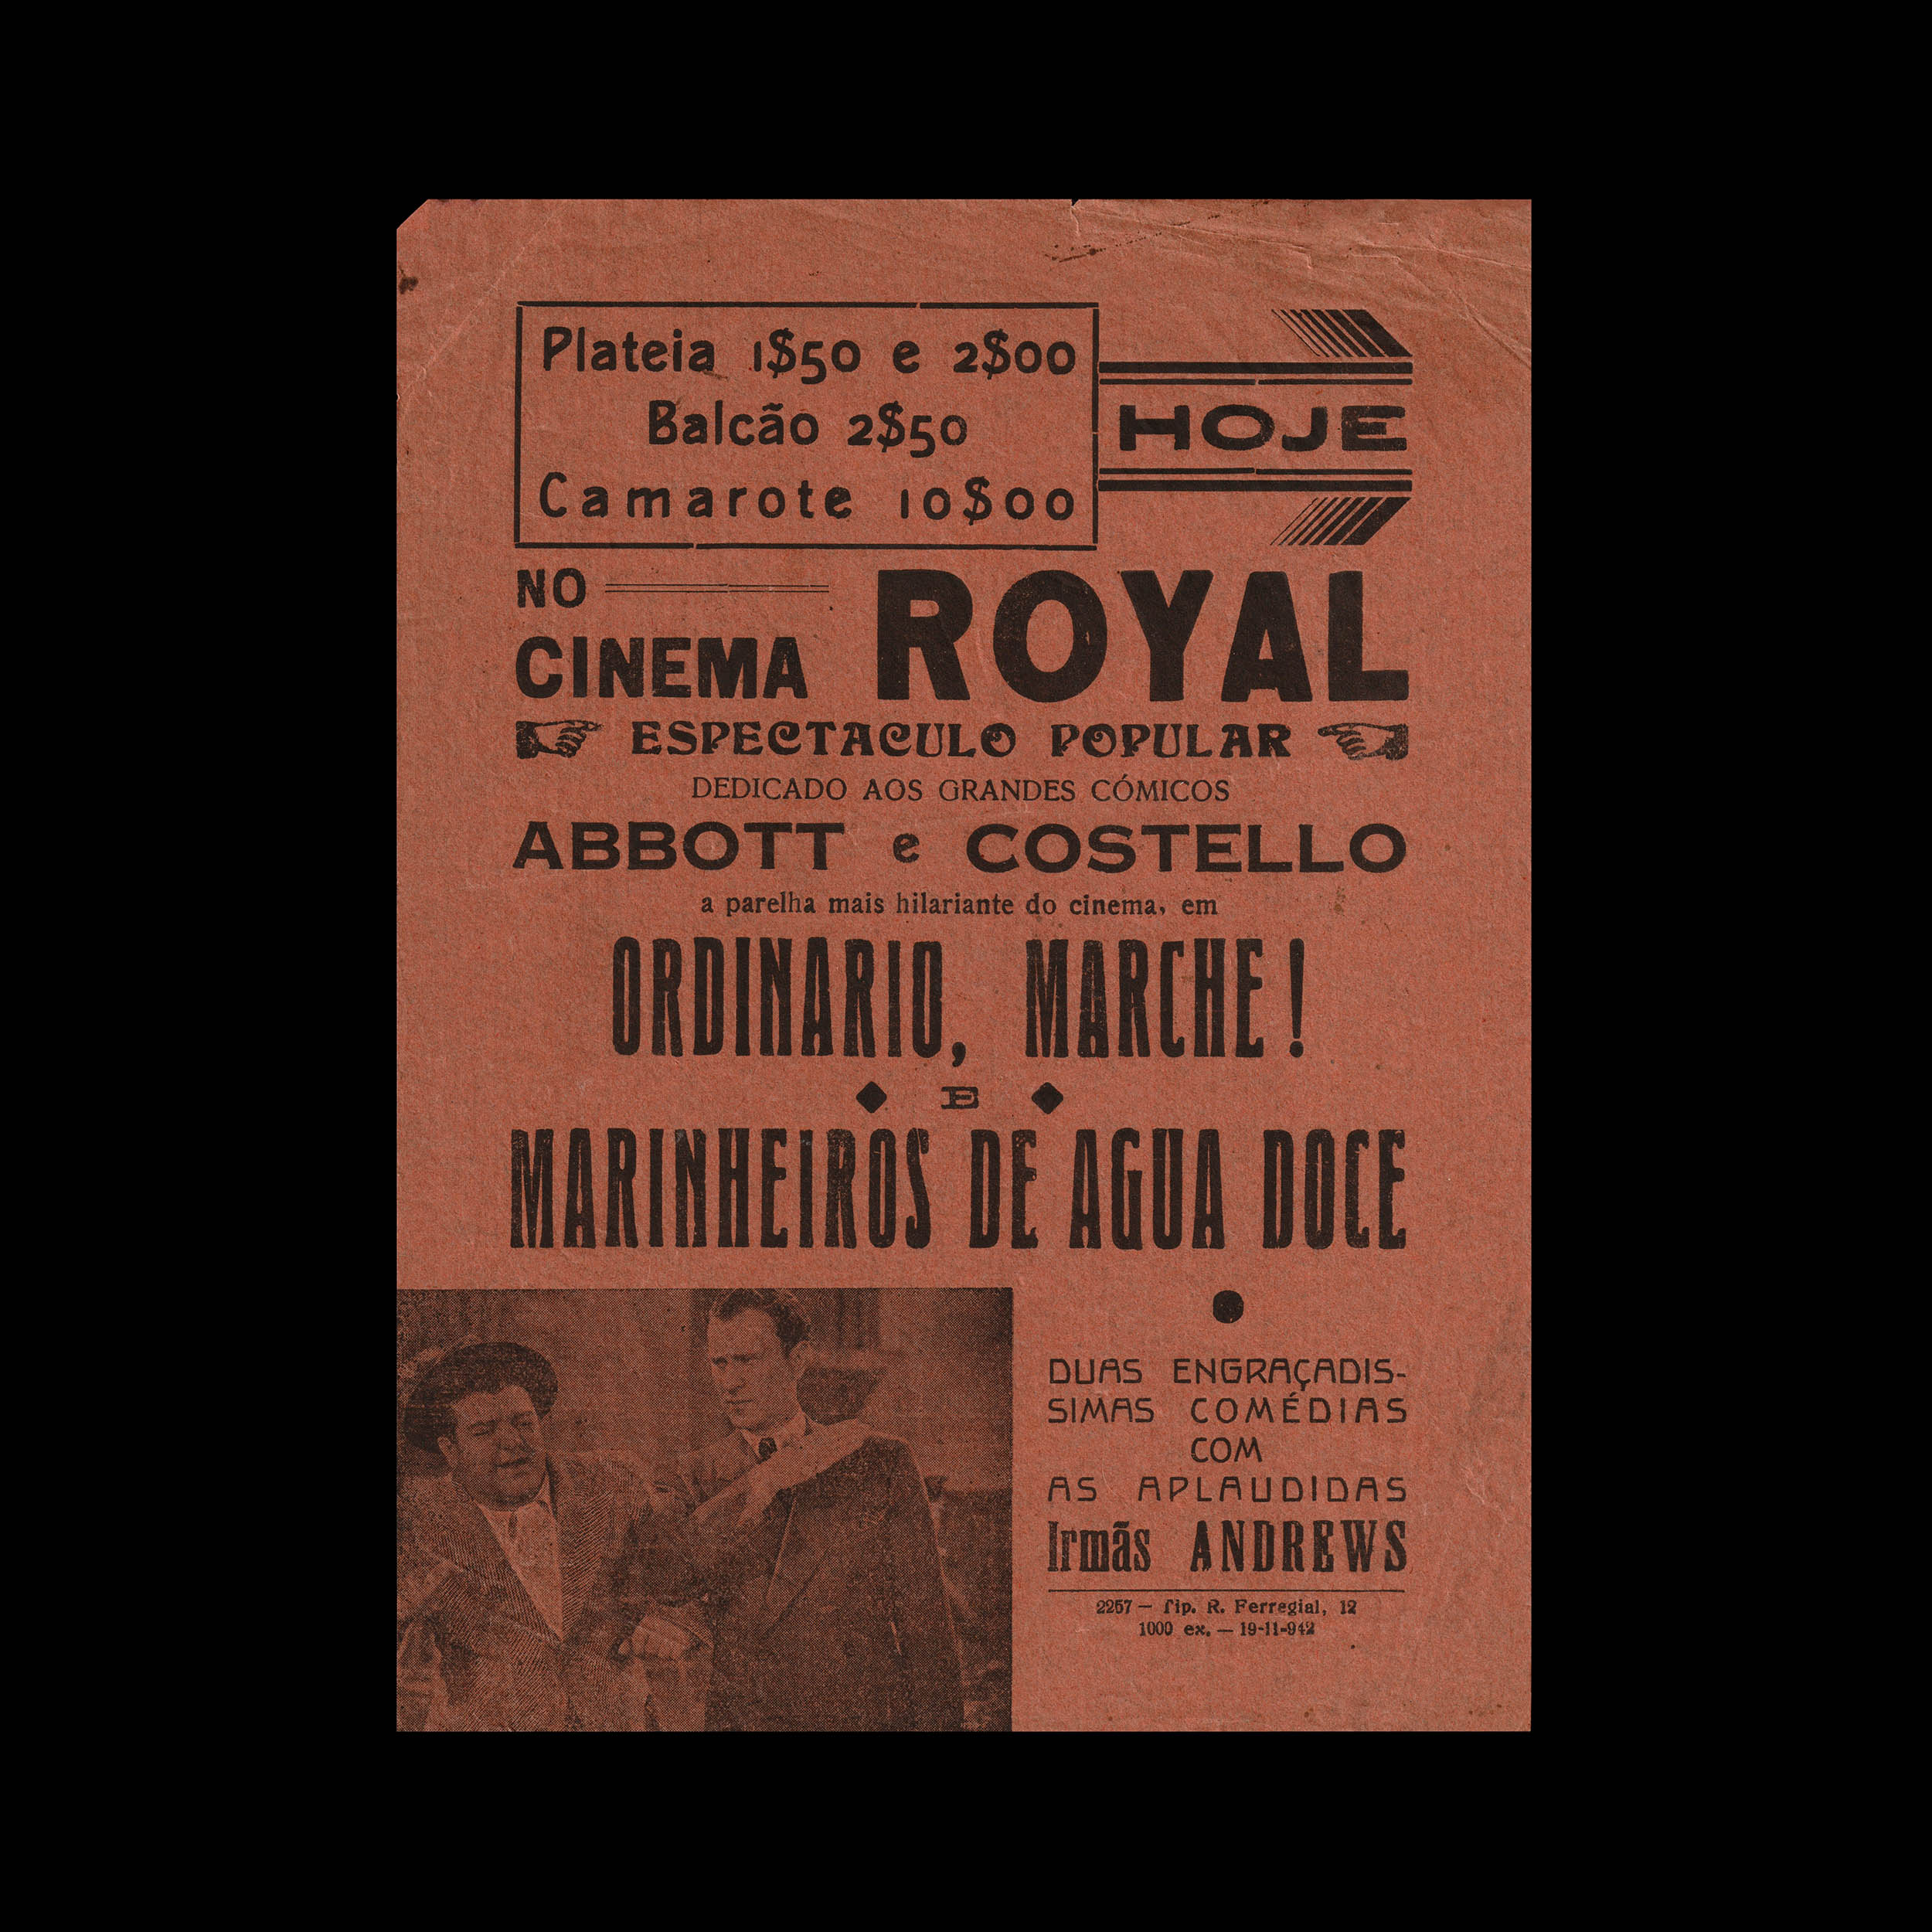 Plateia 1$50 e 2$00
Balcão 2$50
Camarote 10$00
HOJE
NO
CINEMA ROYAL
ESPECTACULO POPULAR
DEDICADO AOS GRANDES CÓMICOS
ABBOTT e COSTELLO
a parelha mais hilariante do cinema, em
ORDINARIO, MARCHE!
E
MARINHEIROS DE AGUA DOCE
DUAS ENGRAÇADIS-
SIMAS COMÉDIAS
COM
AS APLAUDIDAS
Irmãs ANDREWS
2257 — Tip. R. Ferregial, 12
1000 ex. — 19-11-942